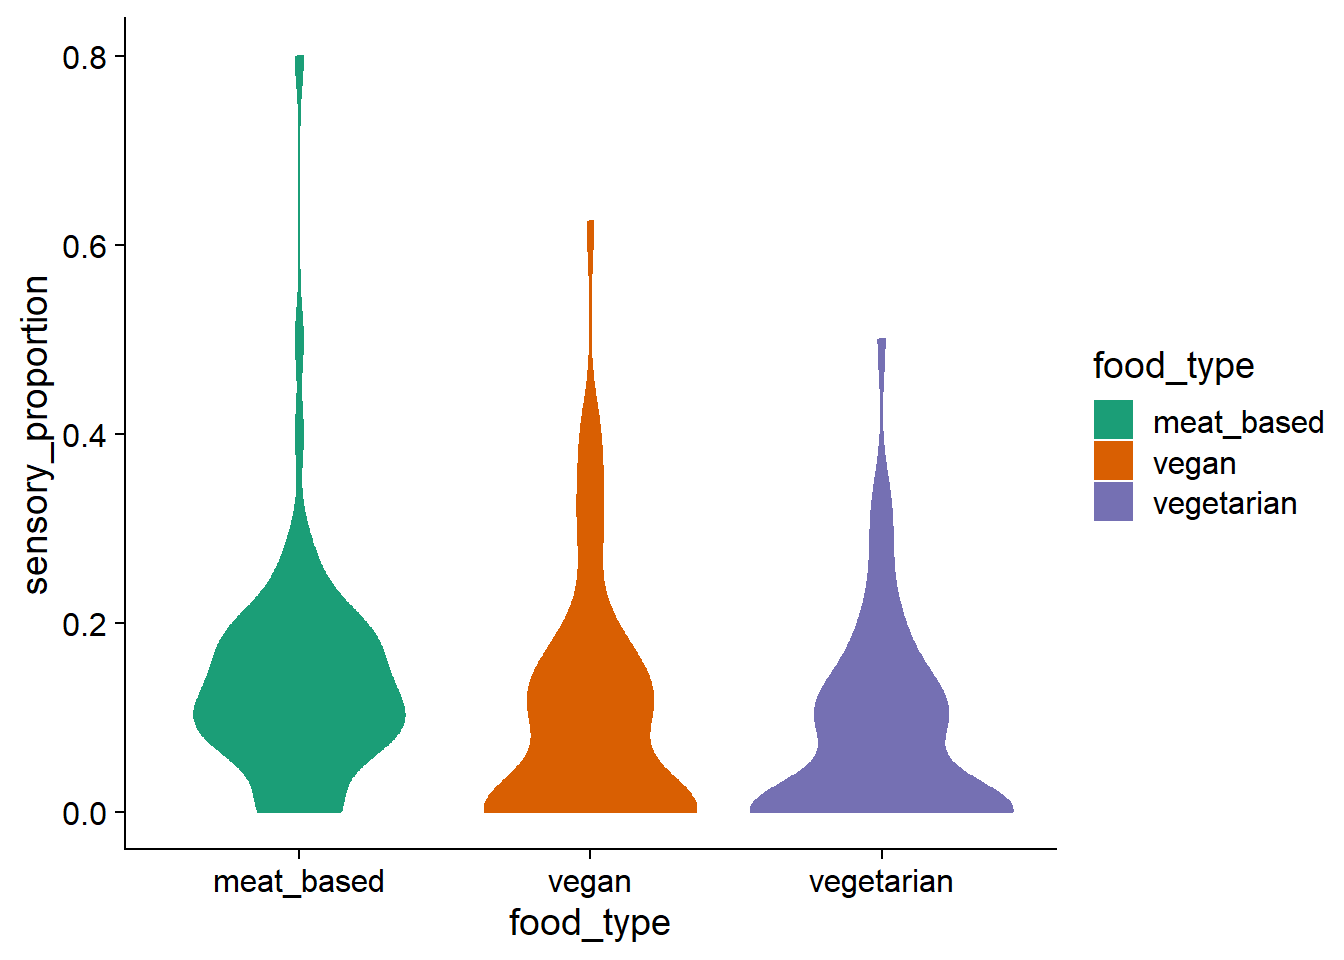 0.8
0.6
0.4
0.2
0.0
sensory_proportion
meat_based
vegan
vegetarian
food_type
food_type
meat_based
vegan
vegetarian